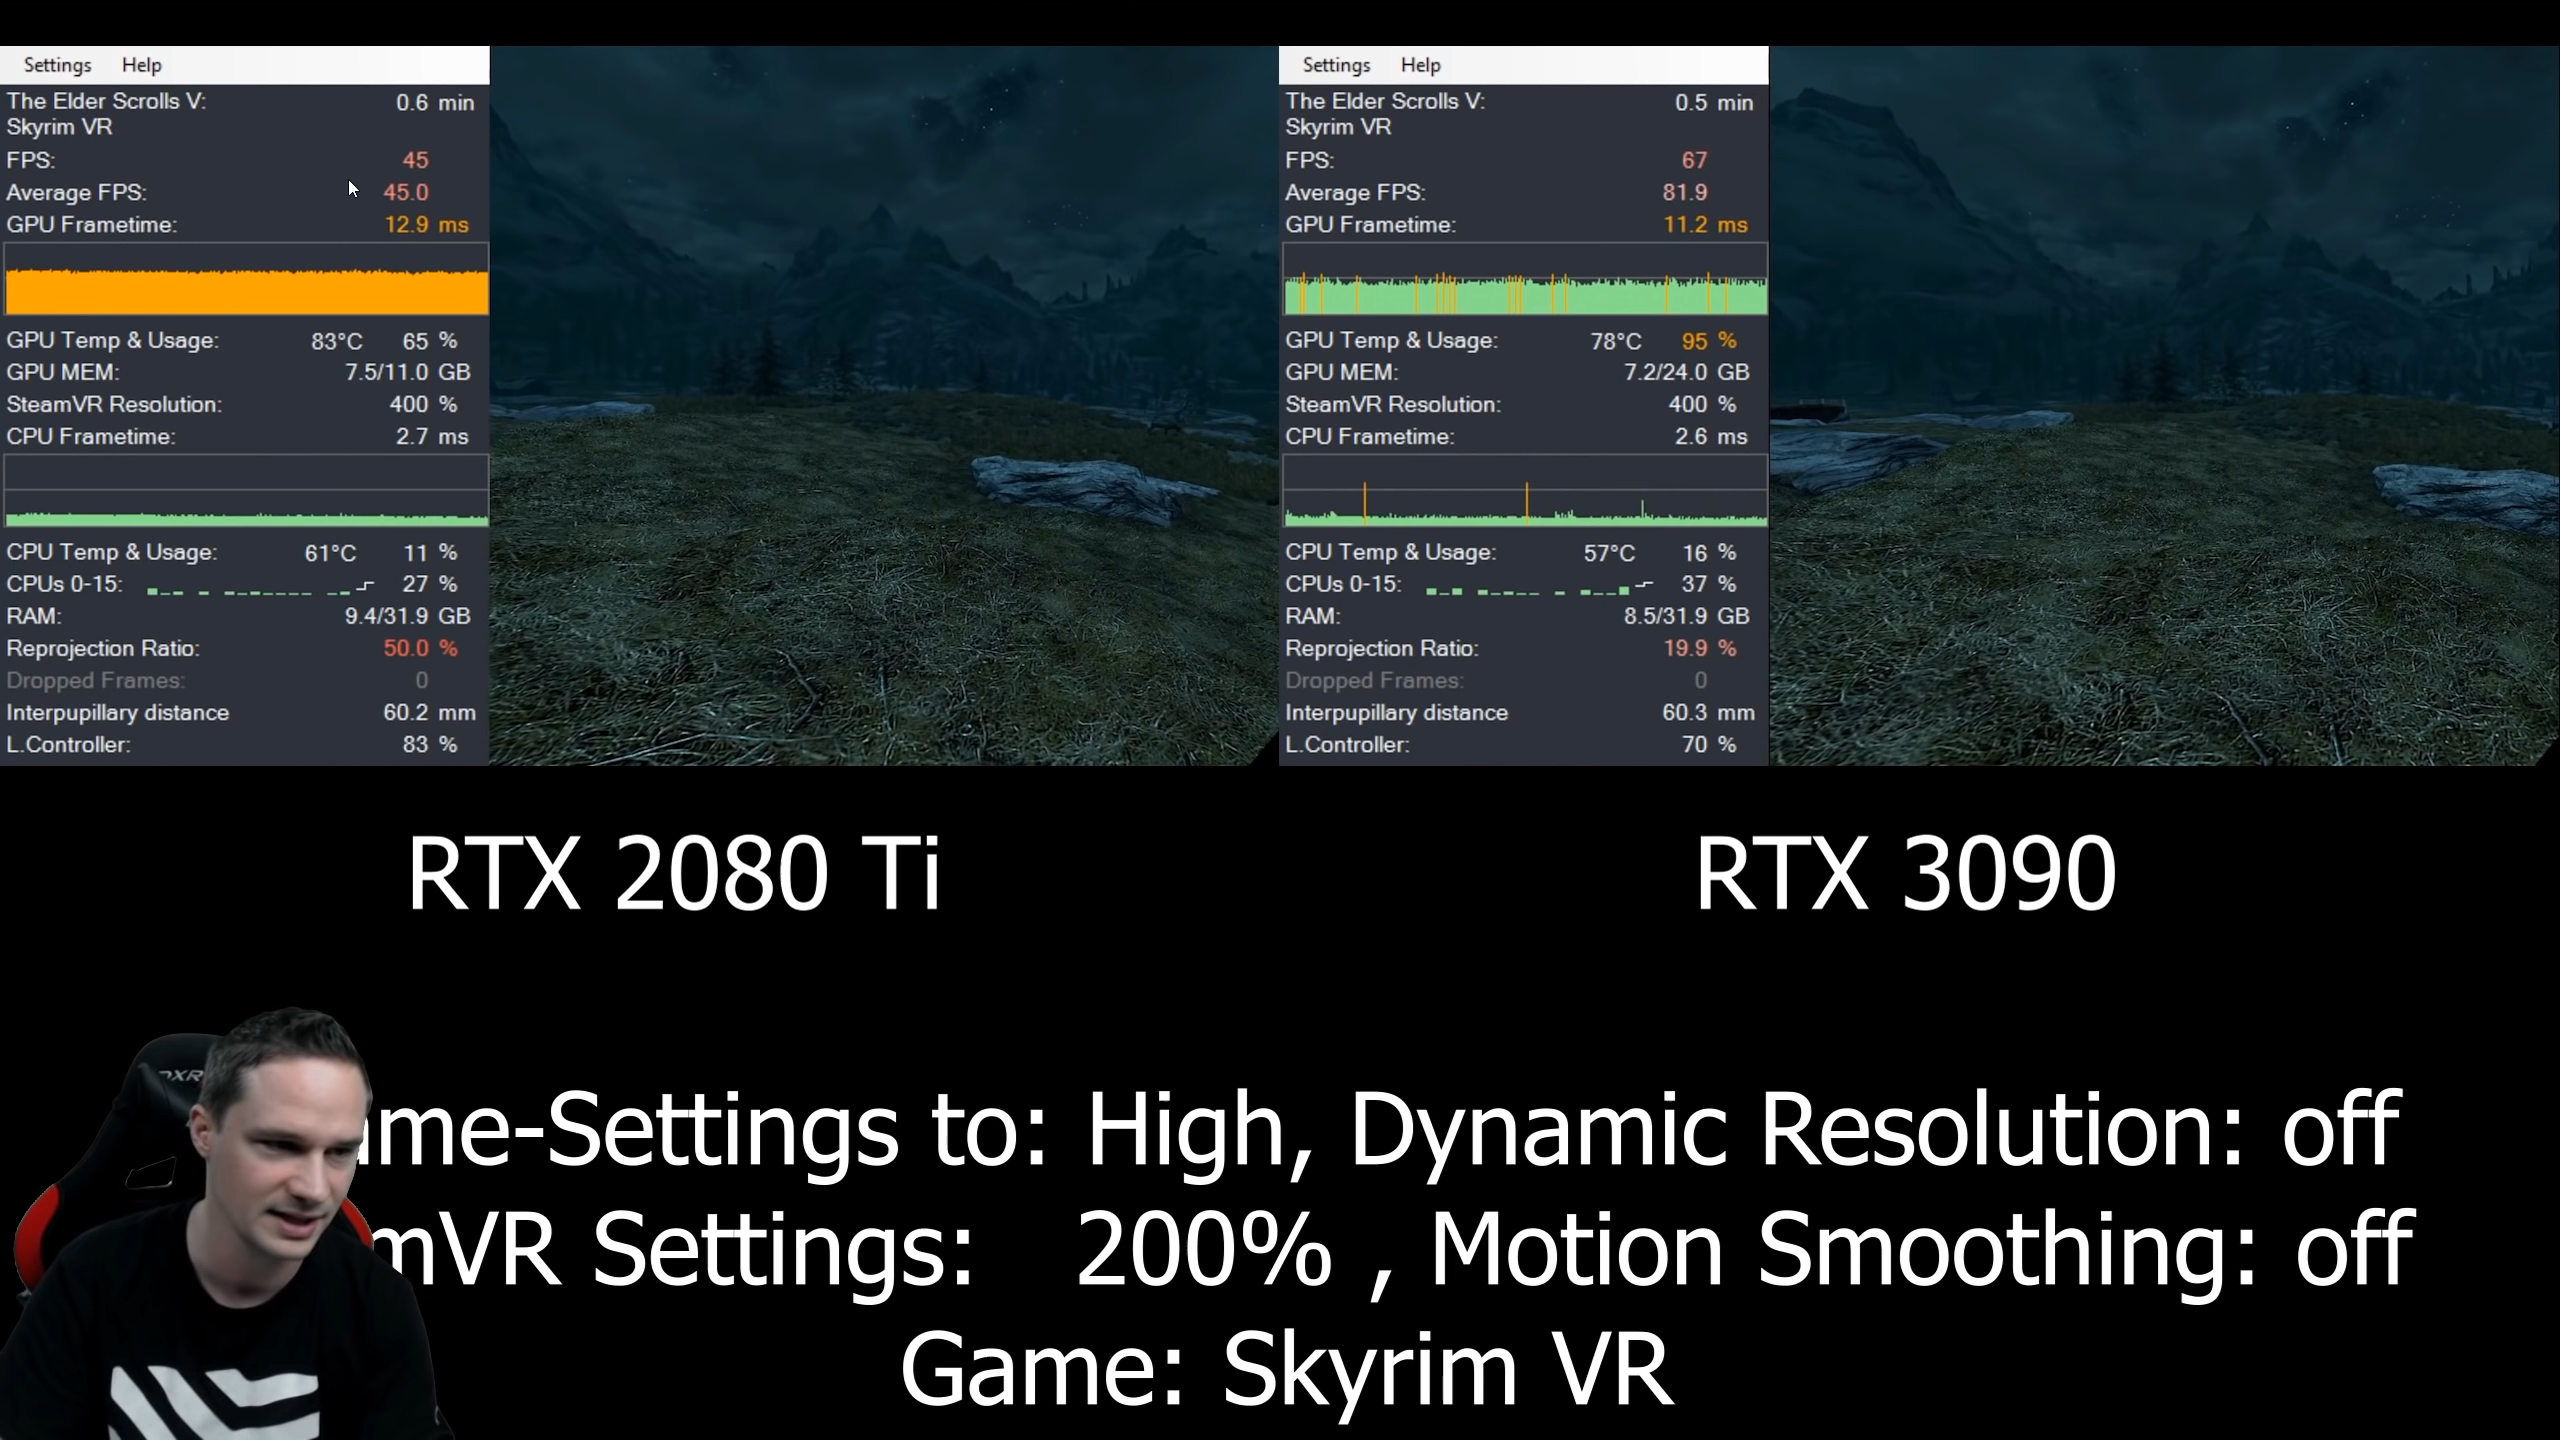 Settings Help
The Elder Scrolls V: 0.6 min
Skyrim VR
FPS: 45
Average FPS: 45.0
GPU Frametime: 12.9 ms
GPU Temp & Usage: 83°C 65 %
GPU MEM: 7.5/11.0 GB
SteamVR Resolution: 400 %
CPU Frametime: 2.7 ms
CPU Temp & Usage: 61°C 11 %
CPUs 0-15: 27 %
RAM: 9.4/31.9 GB
Reprojection Ratio: 50.0 %
Dropped Frames: 0
Interpupillary distance 60.2 mm
L.Controller: 83 %
Settings Help
The Elder Scrolls V: 0.5 min
Skyrim VR
FPS: 67
Average FPS: 81.9
GPU Frametime: 11.2 ms
GPU Temp & Usage: 78°C 95 %
GPU MEM: 7.2/24.0 GB
SteamVR Resolution: 400 %
CPU Frametime: 2.6 ms
CPU Temp & Usage: 57°C 16 %
CPUs 0-15: 37 %
RAM: 8.5/31.9 GB
Reprojection Ratio: 19.9 %
Dropped Frames: 0
Interpupillary distance 60.3 mm
L.Controller: 70 %
RTX 2080 Ti
RTX 3090
ame-Settings to: High, Dynamic Resolution: off
mVR Settings: 200% , Motion Smoothing: off
Game: Skyrim VR